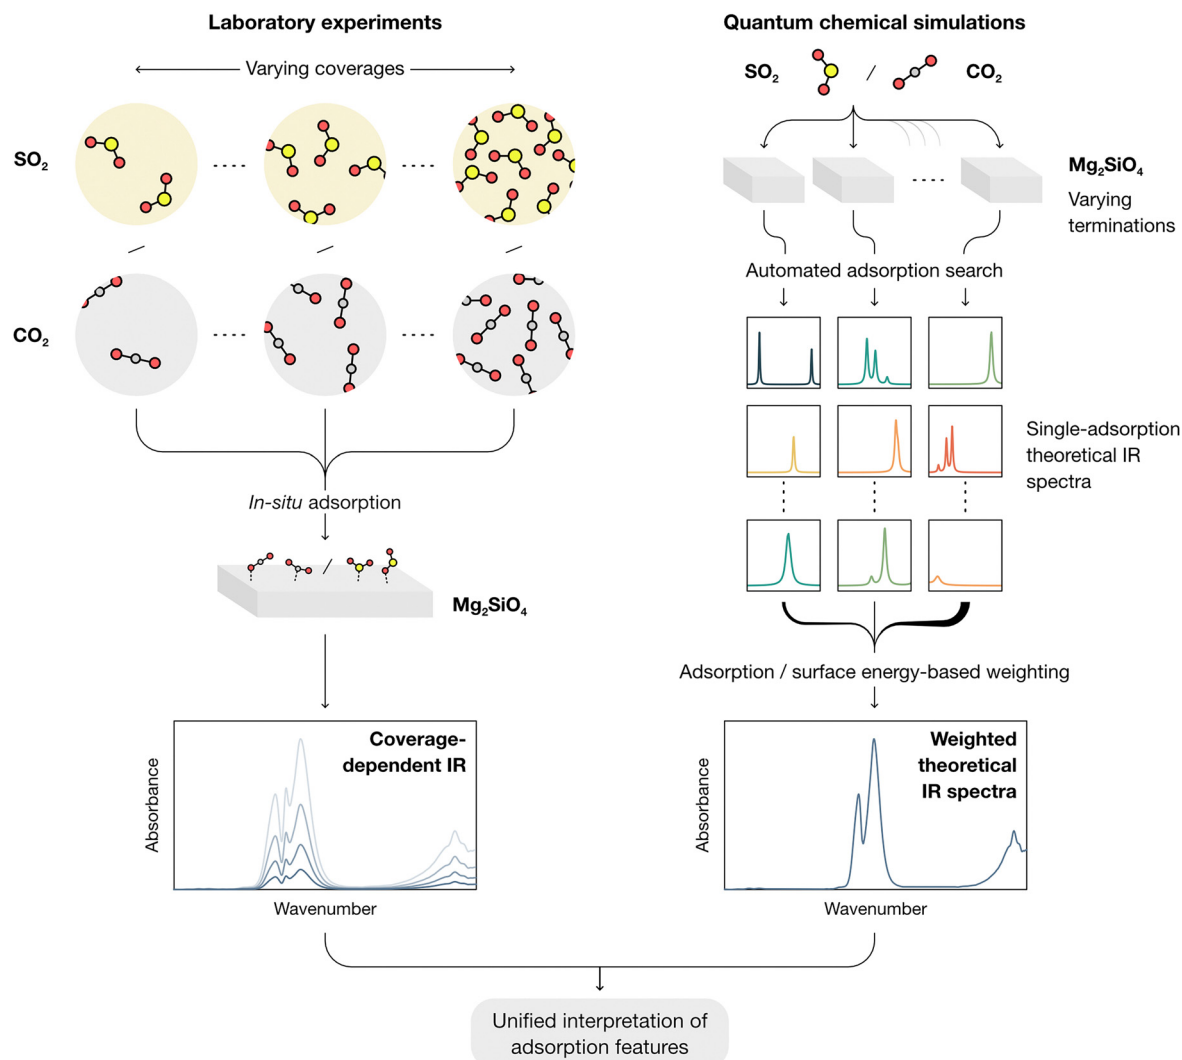 Laboratory experiments
Varying coverages
SO₂
CO₂
In-situ adsorption
Mg₂SiO₄
Coverage-
dependent IR
Absorbance
Wavenumber
Quantum chemical simulations
SO₂
/
CO₂
Mg₂SiO₄
Varying
terminations
Automated adsorption search
Single-adsorption
theoretical IR
spectra
Adsorption / surface energy-based weighting
Weighted
theoretical
IR spectra
Absorbance
Wavenumber
Unified interpretation of
adsorption features